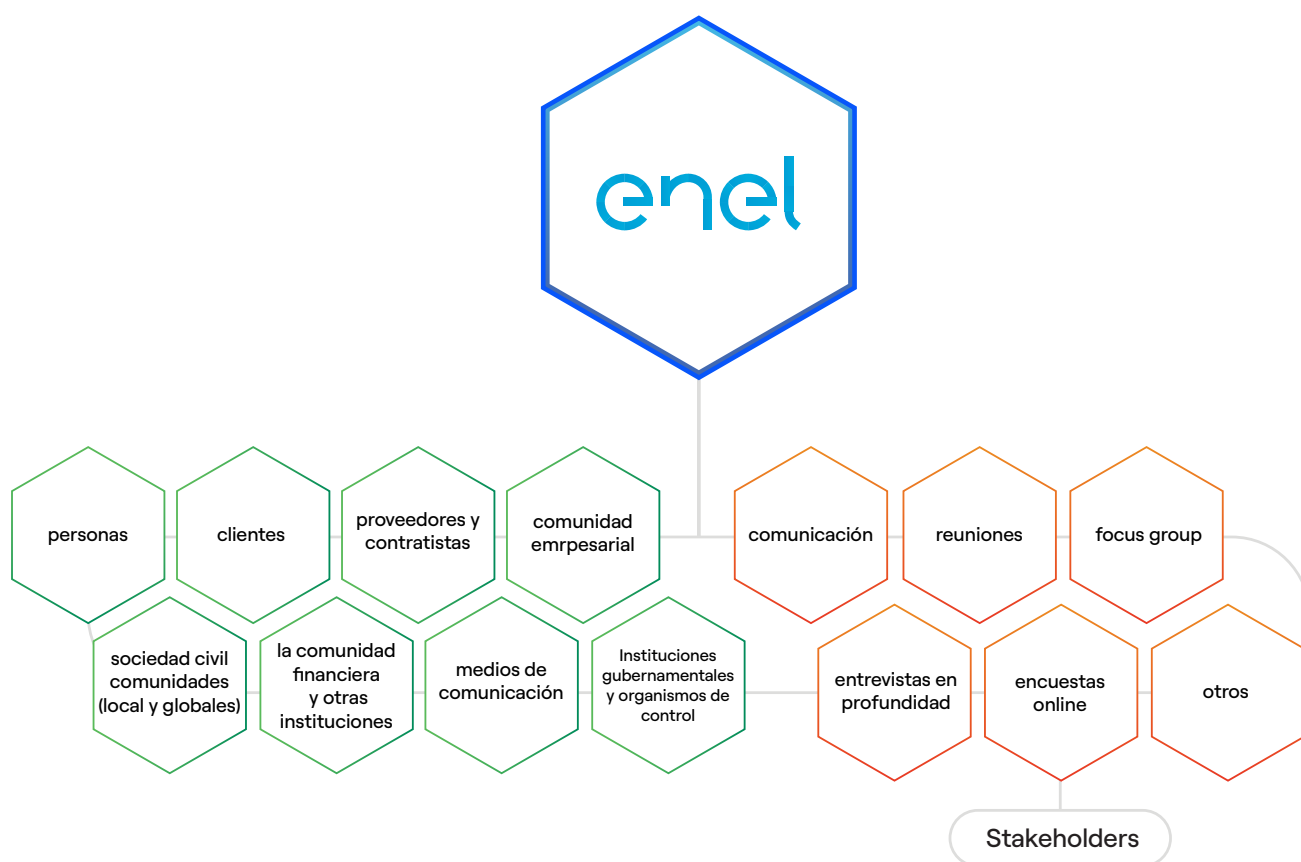 enel
personas
clientes
proveedores y
contratistas
comunidad
emrpesarial
comunicación
reuniones
focus group
sociedad civil
comunidades
(local y globales)
la comunidad
financiera
y otras
instituciones
medios de
comunicación
Instituciones
gubernamentales
y organismos de
control
entrevistas en
profundidad
encuestas
online
otros
Stakeholders